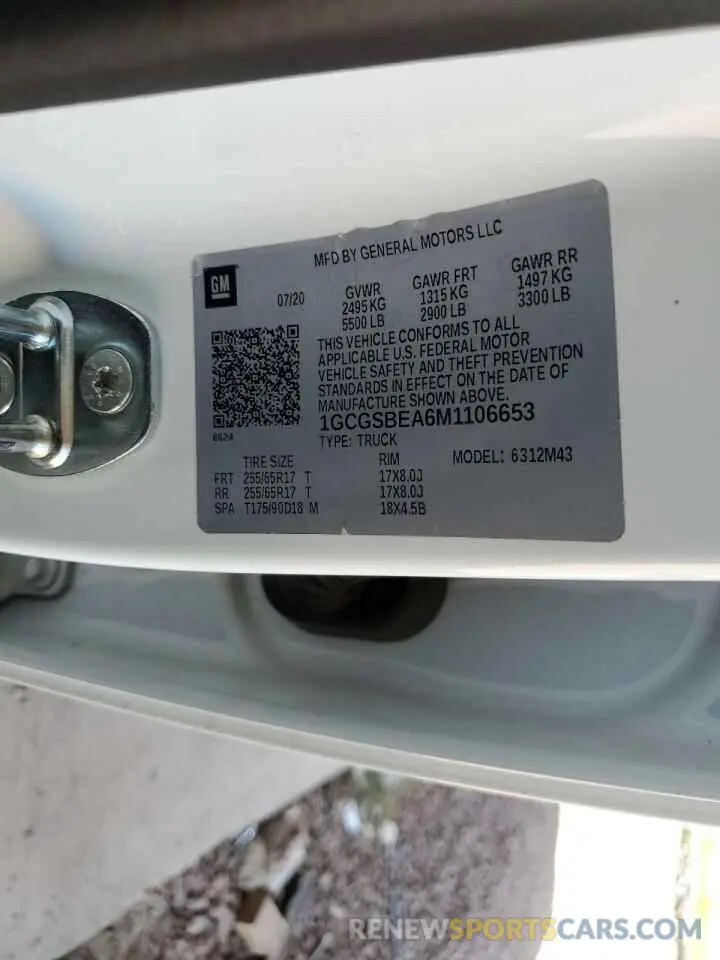 MFD BY GENERAL MOTORS LLC
GM
07/20 GVWR GAWR FRT GAWR RR
2495 KG 1315 KG 1497 KG
5500 LB 2900 LB 3300 LB
THIS VEHICLE CONFORMS TO ALL
APPLICABLE U.S. FEDERAL MOTOR
VEHICLE SAFETY AND THEFT PREVENTION
STANDARDS IN EFFECT ON THE DATE OF
MANUFACTURE SHOWN ABOVE.
1GCGSBEA6M1106653
6624
TYPE: TRUCK
TIRE SIZE RIM MODEL: 6312M43
FRT 255/65R17 T 17X8.0J
RR 255/65R17 T 17X8.0J
SPA T175/90D18 M 18X4.5B
RENEWSPORTSCARS.COM